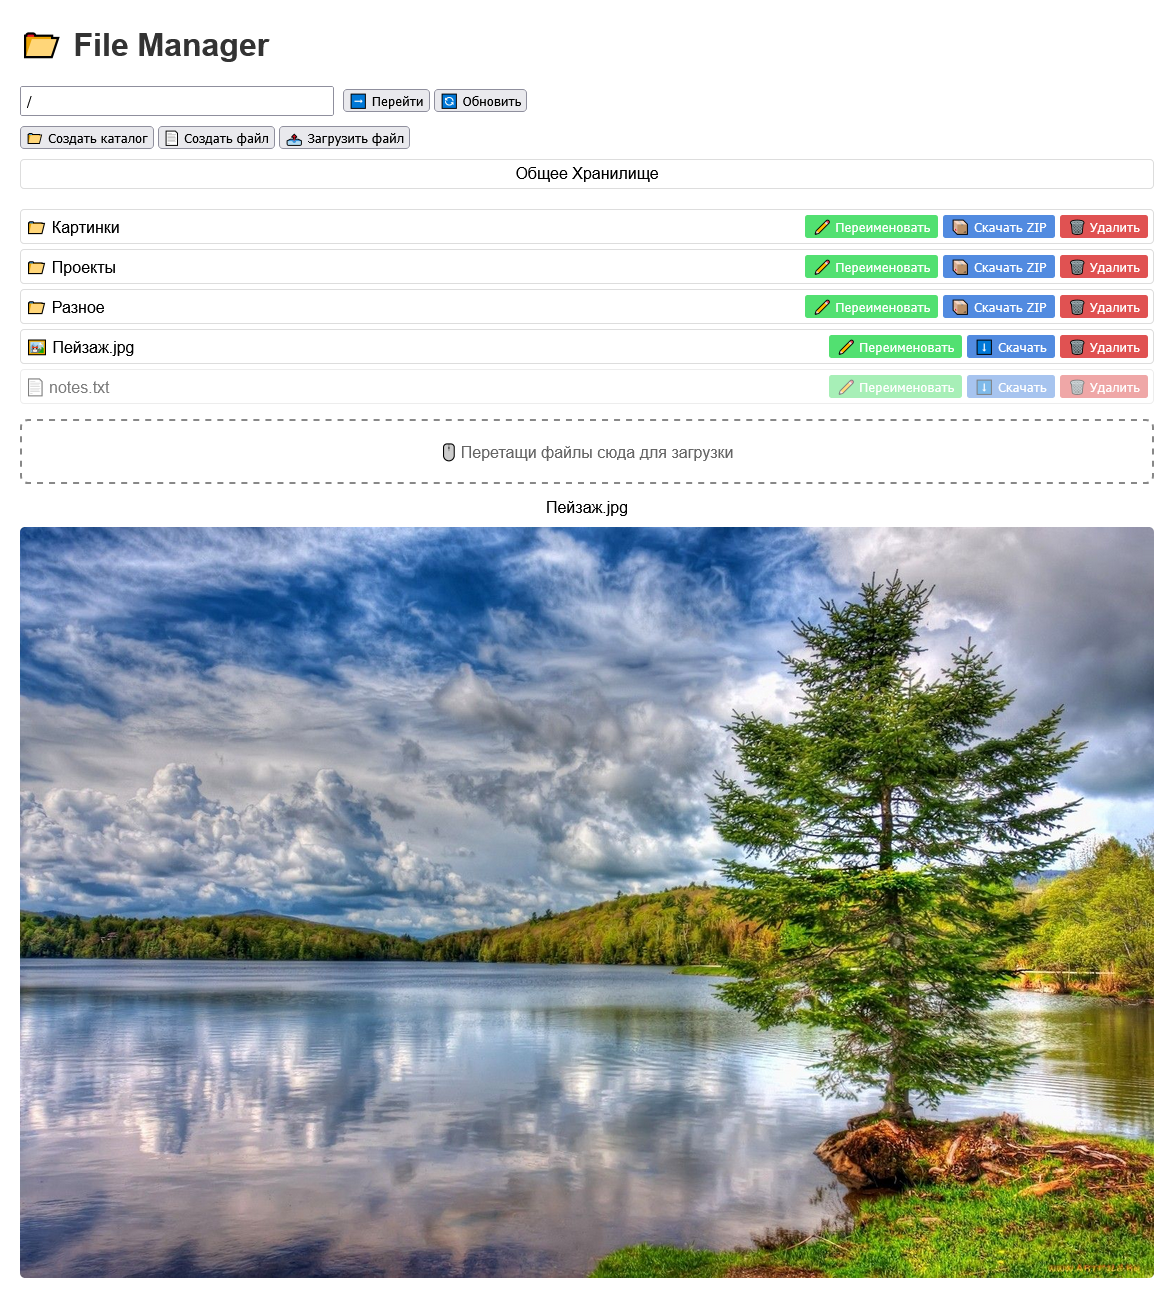 File Manager
/ Перейти Обновить
Создать каталог Создать файл Загрузить файл
Общее Хранилище
Картинки Переименовать Скачать ZIP Удалить
Проекты Переименовать Скачать ZIP Удалить
Разное Переименовать Скачать ZIP Удалить
Пейзаж.jpg Переименовать Скачать Удалить
notes.txt Переименовать Скачать Удалить
Перетащи файлы сюда для загрузки
Пейзаж.jpg